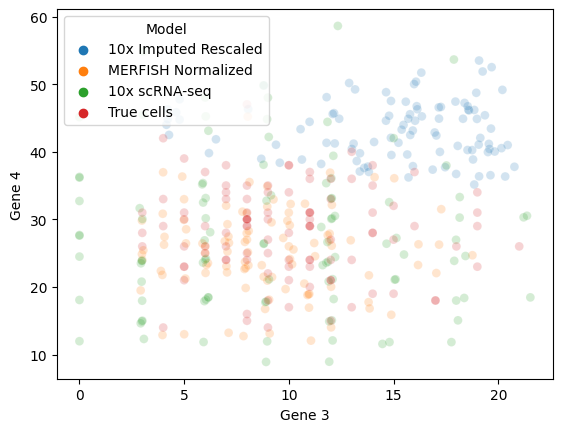 Model
10x Imputed Rescaled
MERFISH Normalized
10x scRNA-seq
True cells
60
50
40
30
20
10
Gene 4
0
5
10
15
20
Gene 3